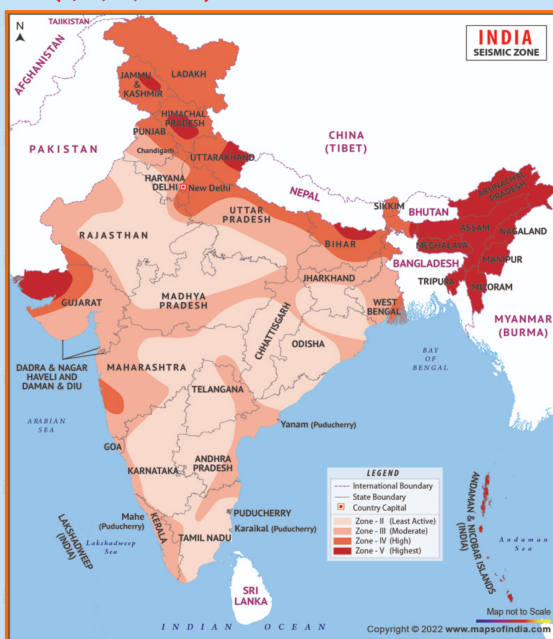 N
TAJIKISTAN
AFGHANISTAN
INDIA
SEISMIC ZONE
JAMMU
&
KASHMIR
LADAKH
HIMACHAL
PRADESH
PUNJAB
Chandigarh
UTTARAKHAND
CHINA
(TIBET)
PAKISTAN
HARYANA
DELHI
New Delhi
NEPAL
SIKKIM
BHUTAN
ARUNACHAL
PRADESH
UTTAR
PRADESH
ASSAM
NAGALAND
RAJASTHAN
BIHAR
MEGHALAYA
MANIPUR
BANGLADESH
TRIPURA
MIZORAM
JHARKHAND
GUJARAT
MADHYA
PRADESH
CHHATTISGARH
WEST
BENGAL
MYANMAR
(BURMA)
ODISHA
BAY
OF
BENGAL
DADRA & NAGAR
HAVELI AND
DAMAN & DIU
MAHARASHTRA
TELANGANA
ARABIAN
SEA
Yanam (Puducherry)
GOA
KARNATAKA
ANDHRA
PRADESH
LEGEND
International Boundary
State Boundary
Country Capital
Zone - II (Least Active)
Zone - III (Moderate)
Zone - IV (High)
Zone - V (Highest)
ANDAMAN & NICOBAR ISLANDS
(INDIA)
Andaman
Sea
Mahe
(Puducherry)
PUDUCHERRY
Karaikal (Puducherry)
KERALA
TAMIL NADU
LAKSHADWEEP
(INDIA)
Lakshadweep
Sea
SRI
LANKA
INDIAN OCEAN
Map not to Scale
Copyright © 2022 www.mapsofindia.com